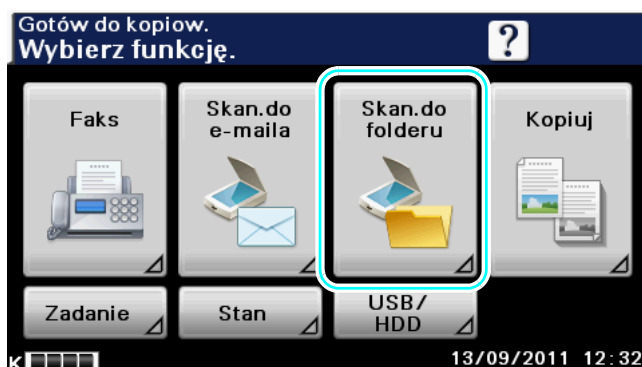 Gotów do kopiow.
Wybierz funkcję.
?
Faks
Skan.do
e-maila
Skan.do
folderu
Kopiuj
Zadanie
Stan
USB/
HDD
K
13/09/2011 12:32